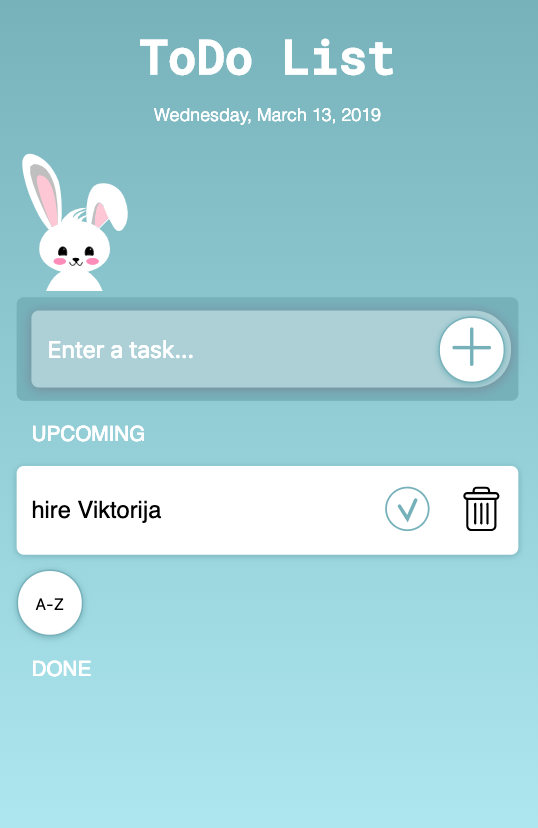 ToDo List
Wednesday, March 13, 2019
Enter a task...
UPCOMING
hire Viktorija
A-Z
DONE